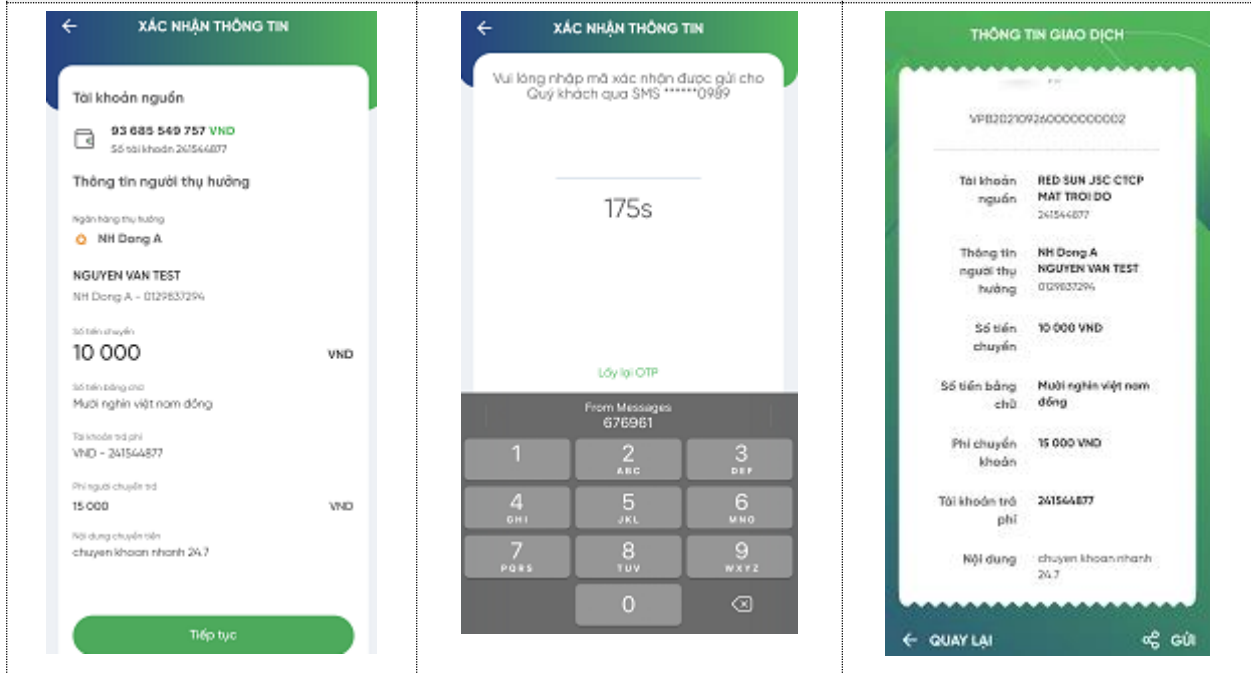 XÁC NHẬN THÔNG TIN
Tài khoản nguồn
93 685 549 757 VND
Số tài khoản 241544877
Thông tin người thụ hưởng
Ngân hàng thụ hưởng
NH Dong A
NGUYEN VAN TEST
NH Dong A - 0129837294
Số tiền chuyển
10 000 VND
Số tiền bằng chữ
Mười nghìn việt nam đồng
Tài khoản trả phí
VND - 241544877
Phí người chuyển trả
15 000 VND
Nội dung chuyển tiền
chuyen khoan nhanh 24.7
Tiếp tục
XÁC NHẬN THÔNG TIN
Vui lòng nhập mã xác nhận được gửi cho
Quý khách qua SMS ******0989
175s
Lấy lại OTP
From Messages
676961
1
2
ABC
3
DEF
4
GHI
5
JKL
6
MNO
7
PQRS
8
TUV
9
WXYZ
0
THÔNG TIN GIAO DỊCH
VPB202109260000000002
Tài khoản RED SUN JSC CTCP
nguồn MAT TROI DO
241544877
Thông tin NH Dong A
người thụ NGUYEN VAN TEST
hưởng 0129837294
Số tiền 10 000 VND
chuyển
Số tiền bằng Mười nghìn việt nam
chữ đồng
Phí chuyển 15 000 VND
khoản
Tài khoản trả 241544877
phí
Nội dung chuyen khoan nhanh
24.7
QUAY LẠI GỬI